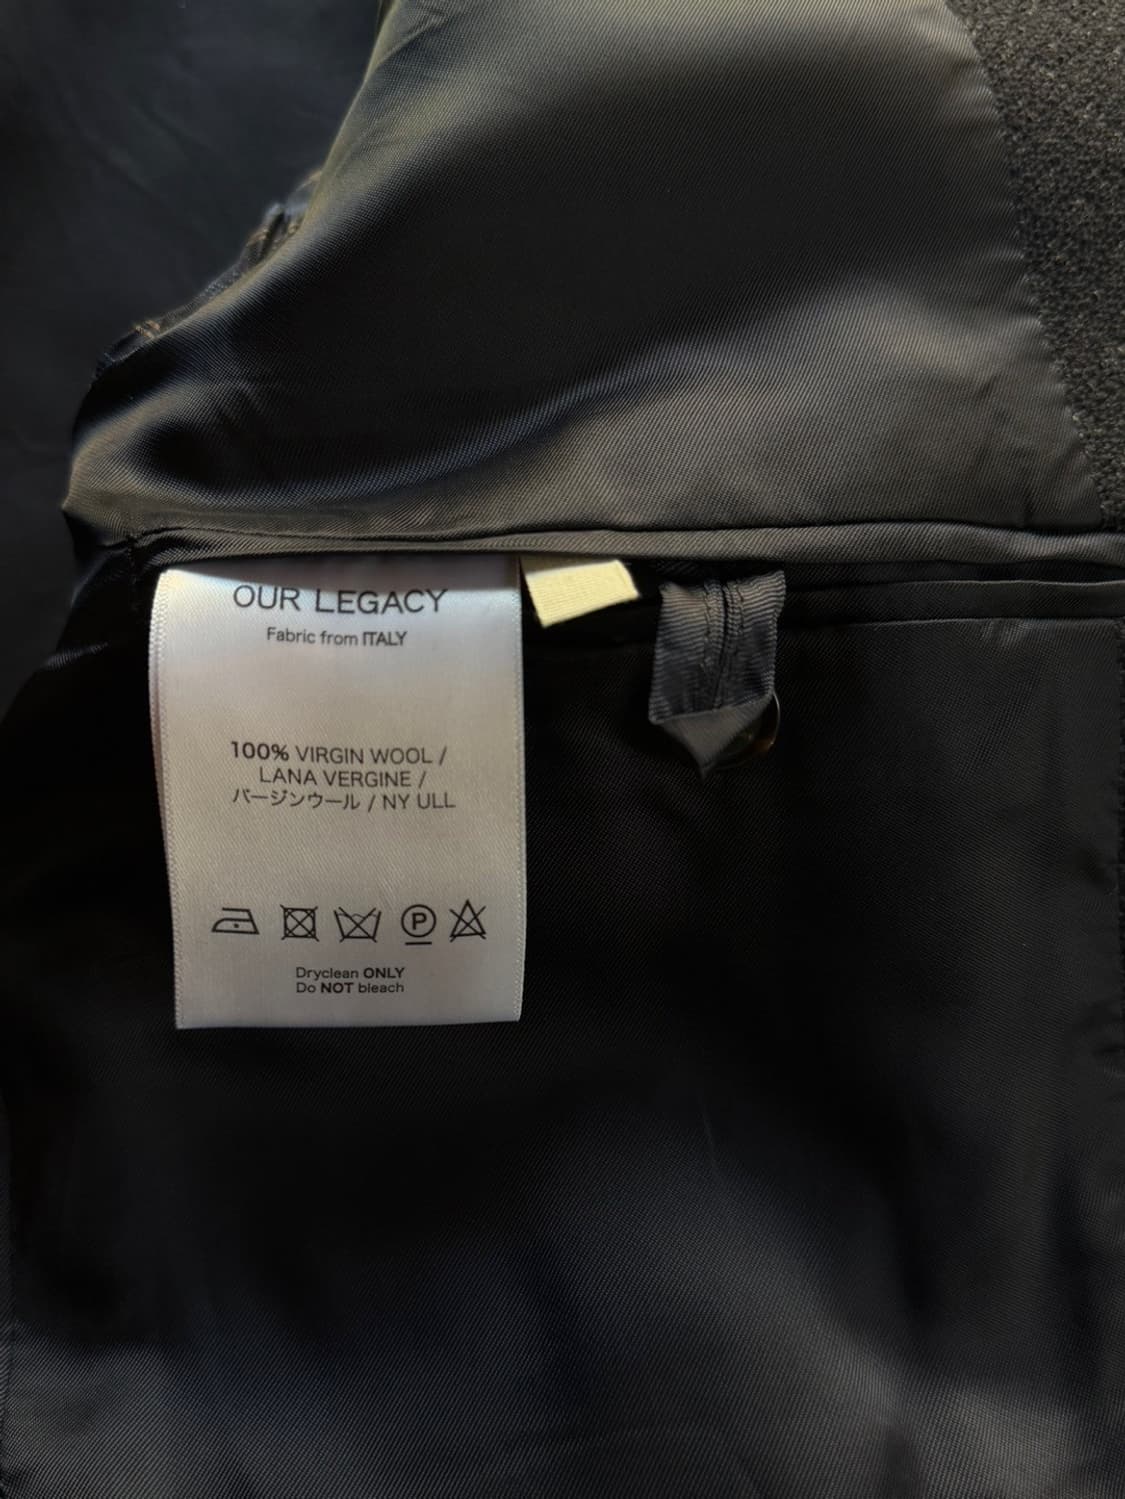 OUR LEGACY
Fabric from ITALY
100% VIRGIN WOOL /
LANA VERGINE /
バージンウール / NY ULL
P
Dryclean ONLY
Do NOT bleach